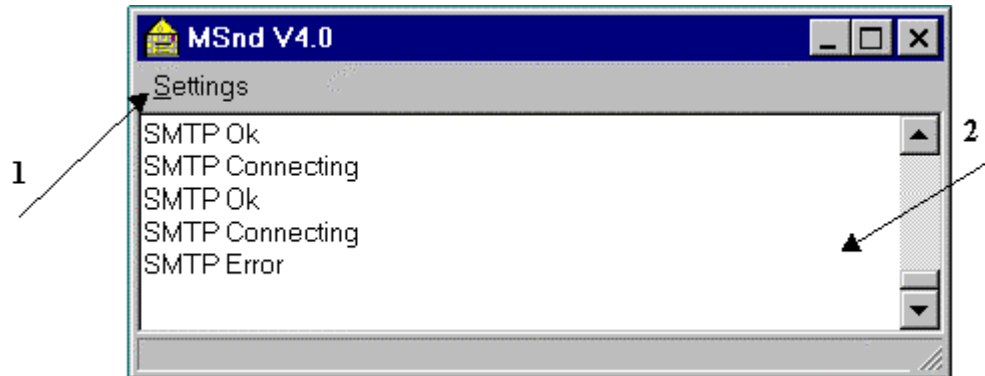 MSnd V4.0
Settings
SMTP Ok
SMTP Connecting
SMTP Ok
SMTP Connecting
SMTP Error
1
2